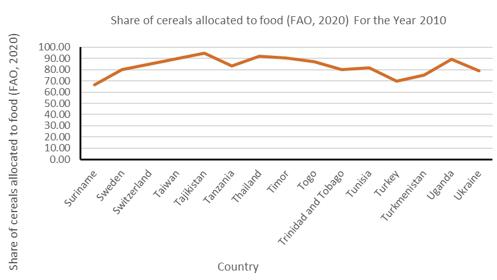 Share of cereals allocated to food (FAO, 2020) For the Year 2010
Share of cereals allocated to food (FAO, 2020)
100.00
90.00
80.00
70.00
60.00
50.00
40.00
30.00
20.00
10.00
0.00
Suriname
Sweden
Switzerland
Taiwan
Tajikistan
Tanzania
Thailand
Timor
Togo
Trinidad and Tobago
Tunisia
Turkey
Turkmenistan
Uganda
Ukraine
Country